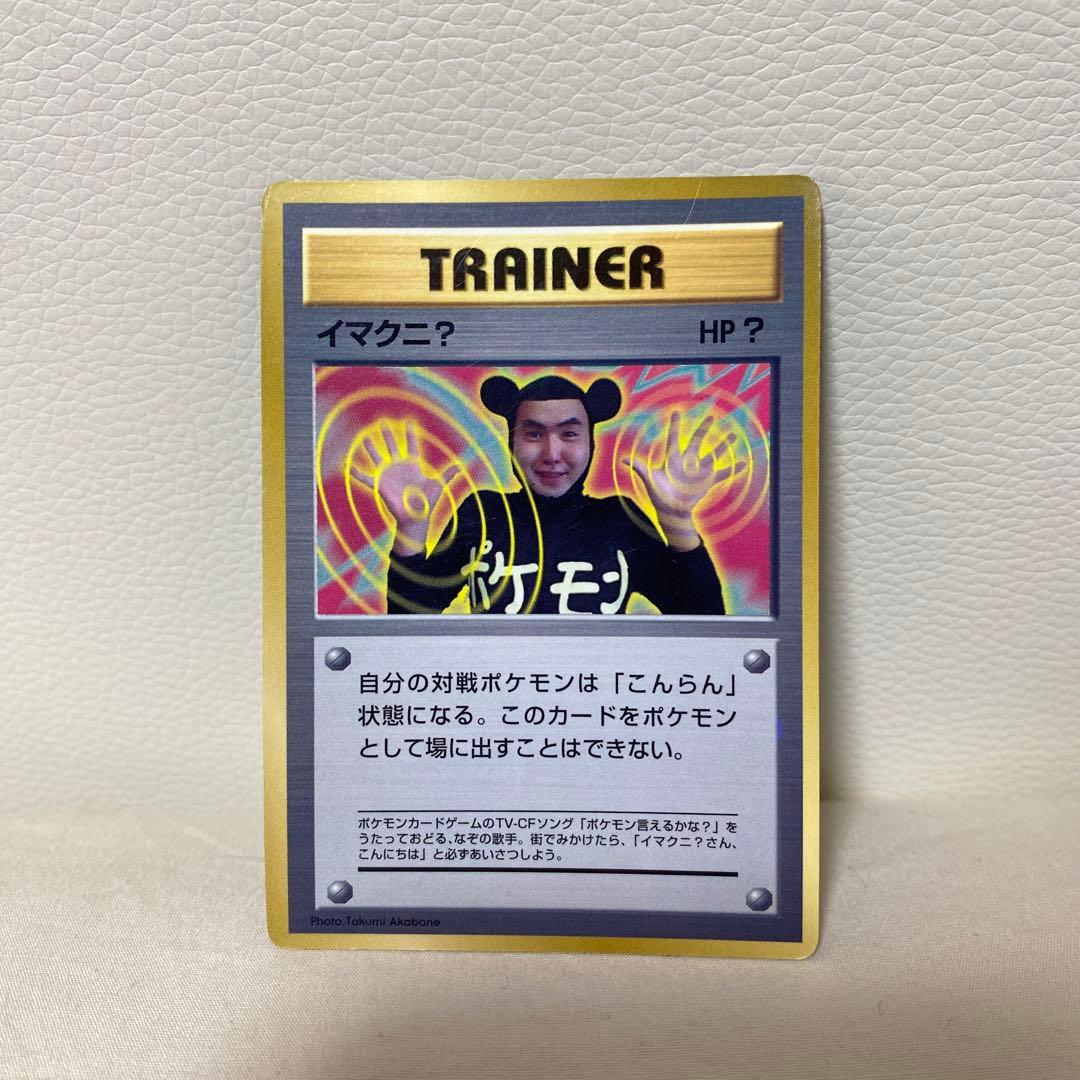 TRAINER
イマクニ? HP ?
ポケモン
自分の対戦ポケモンは「こんらん」
状態になる。このカードをポケモン
として場に出すことはできない。
ポケモンカードゲームのTV-CFソング「ポケモン言えるかな?」を
うたっておどる、なぞの歌手。街でみかけたら、「イマクニ?さん、
こんにちは」と必ずあいさつしよう。
Photo.Takumi Akabane